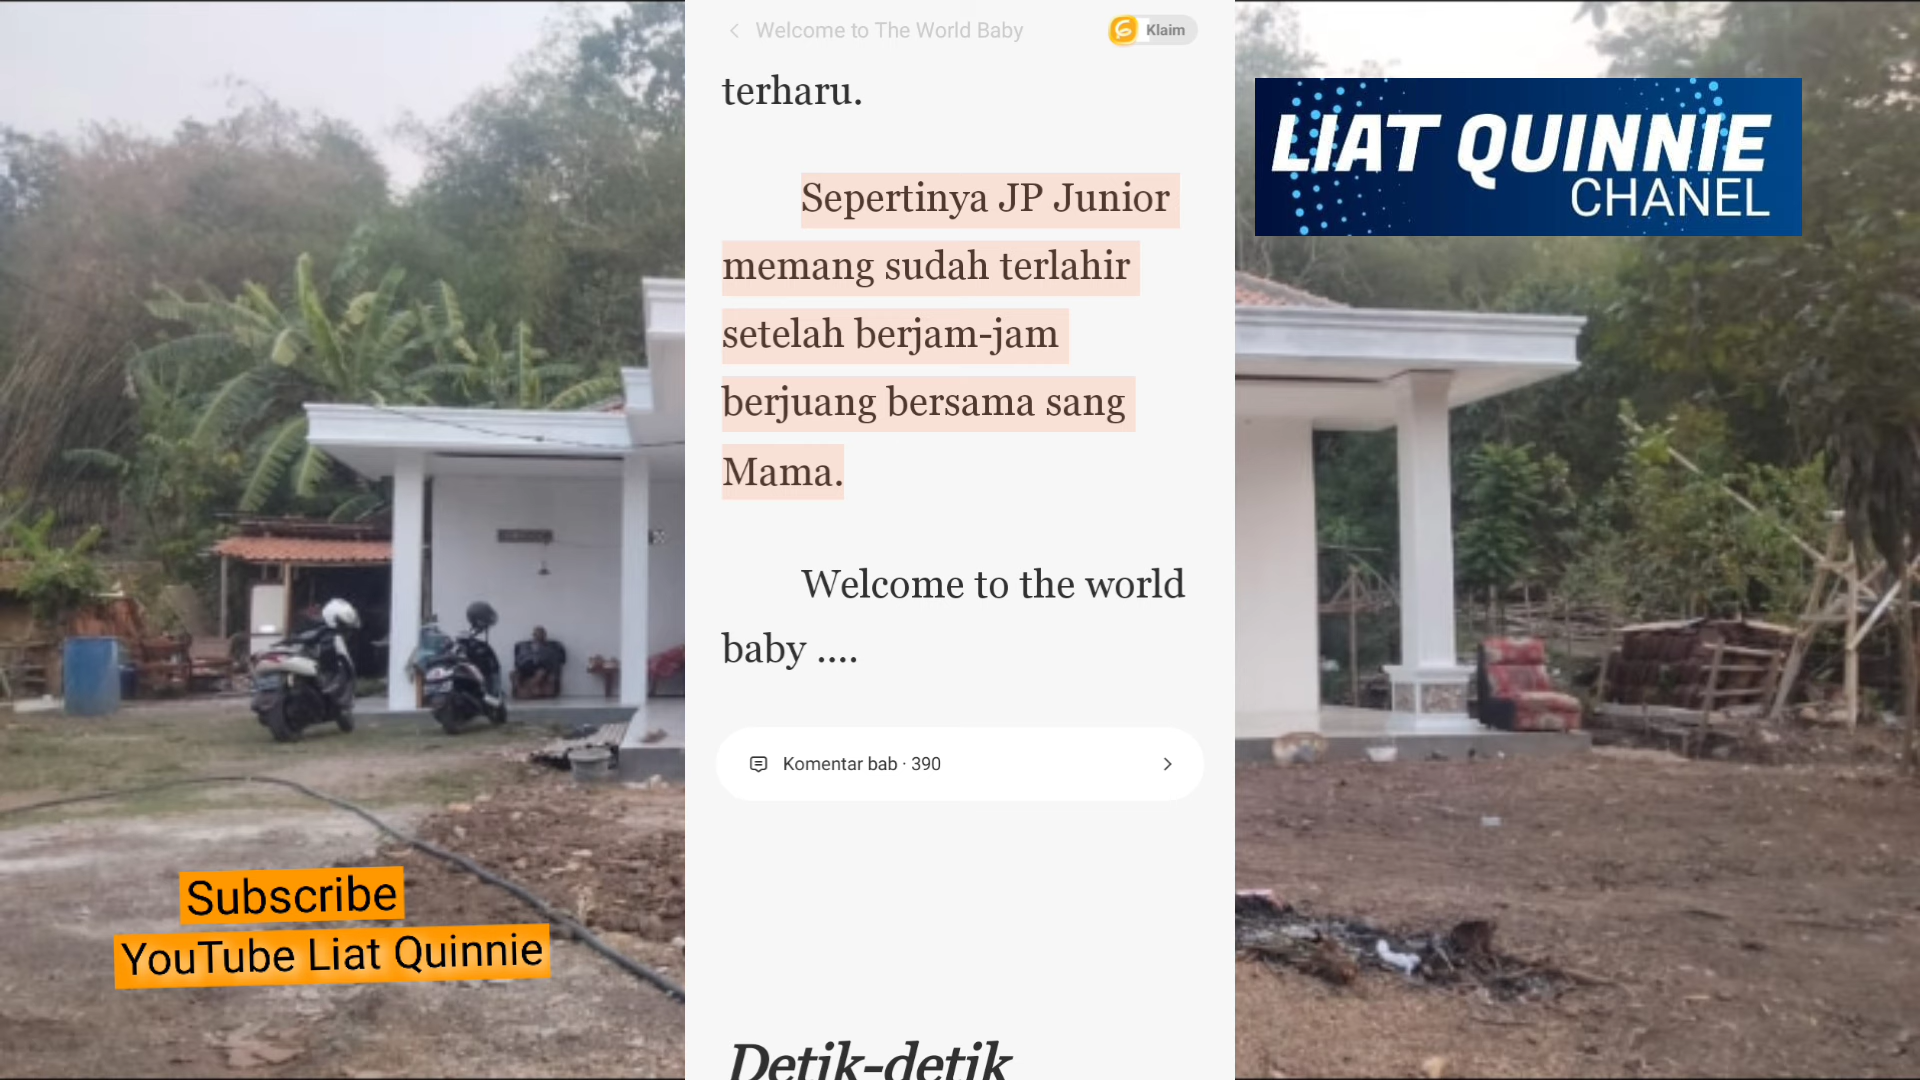 Welcome to The World Baby
Klaim
terharu.
Sepertinya JP Junior
memang sudah terlahir
setelah berjam-jam
berjuang bersama sang
Mama.
Welcome to the world
baby ....
Komentar bab · 390
Detik-detik
LIAT QUINNIE
CHANEL
Subscribe
YouTube Liat Quinnie